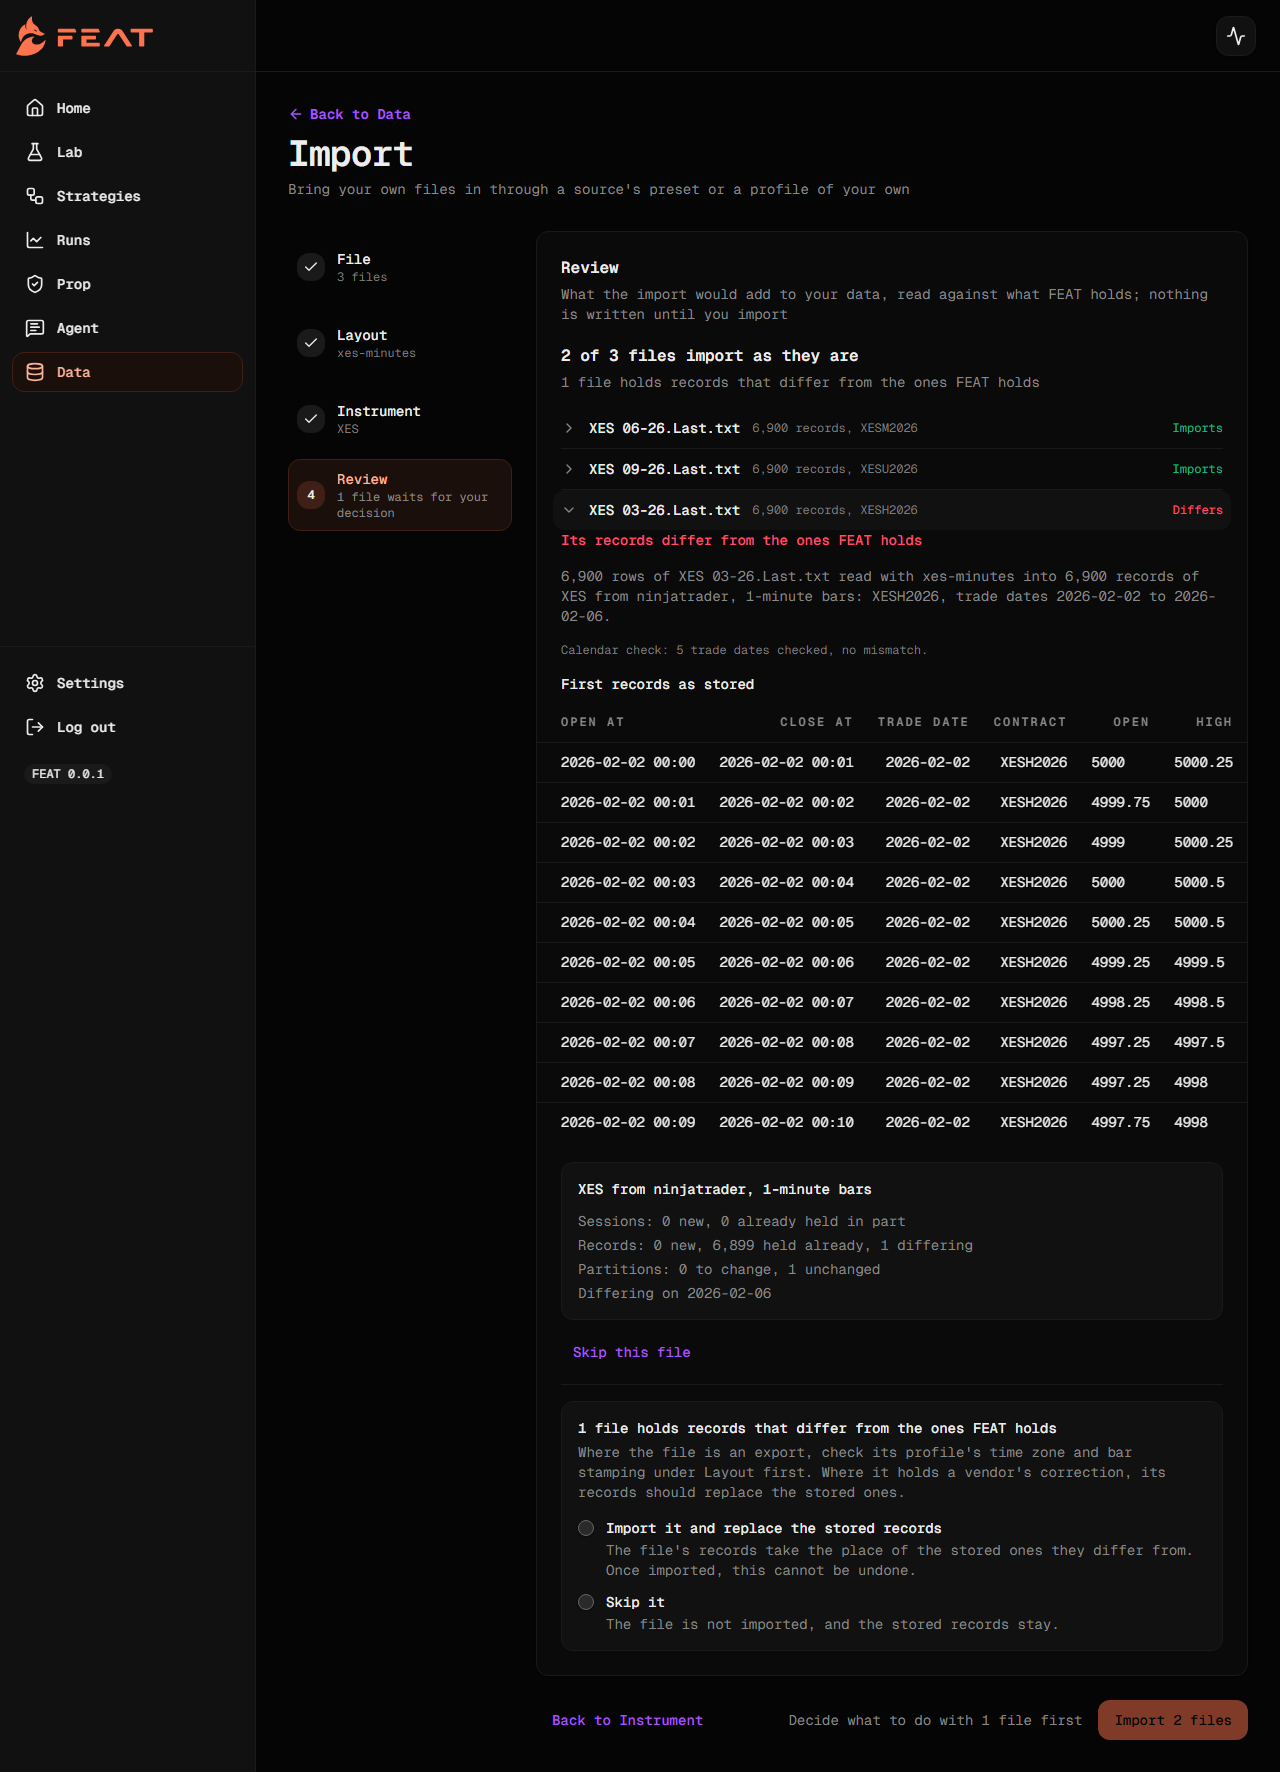 FEAT
Home
Lab
Strategies
Runs
Prop
Agent
Data
Settings
Log out
FEAT 0.0.1
Back to Data
Import
Bring your own files in through a source's preset or a profile of your own
File
3 files
Layout
xes-minutes
Instrument
XES
4
Review
1 file waits for your
decision
Review
What the import would add to your data, read against what FEAT holds; nothing
is written until you import
2 of 3 files import as they are
1 file holds records that differ from the ones FEAT holds
XES 06-26.Last.txt 6,900 records, XESM2026 Imports
XES 09-26.Last.txt 6,900 records, XESU2026 Imports
XES 03-26.Last.txt 6,900 records, XESH2026 Differs
Its records differ from the ones FEAT holds
6,900 rows of XES 03-26.Last.txt read with xes-minutes into 6,900 records of
XES from ninjatrader, 1-minute bars: XESH2026, trade dates 2026-02-02 to 2026-
02-06.
Calendar check: 5 trade dates checked, no mismatch.
First records as stored
OPEN AT CLOSE AT TRADE DATE CONTRACT OPEN HIGH
2026-02-02 00:00 2026-02-02 00:01 2026-02-02 XESH2026 5000 5000.25
2026-02-02 00:01 2026-02-02 00:02 2026-02-02 XESH2026 4999.75 5000
2026-02-02 00:02 2026-02-02 00:03 2026-02-02 XESH2026 4999 5000.25
2026-02-02 00:03 2026-02-02 00:04 2026-02-02 XESH2026 5000 5000.5
2026-02-02 00:04 2026-02-02 00:05 2026-02-02 XESH2026 5000.25 5000.5
2026-02-02 00:05 2026-02-02 00:06 2026-02-02 XESH2026 4999.25 4999.5
2026-02-02 00:06 2026-02-02 00:07 2026-02-02 XESH2026 4998.25 4998.5
2026-02-02 00:07 2026-02-02 00:08 2026-02-02 XESH2026 4997.25 4997.5
2026-02-02 00:08 2026-02-02 00:09 2026-02-02 XESH2026 4997.25 4998
2026-02-02 00:09 2026-02-02 00:10 2026-02-02 XESH2026 4997.75 4998
XES from ninjatrader, 1-minute bars
Sessions: 0 new, 0 already held in part
Records: 0 new, 6,899 held already, 1 differing
Partitions: 0 to change, 1 unchanged
Differing on 2026-02-06
Skip this file
1 file holds records that differ from the ones FEAT holds
Where the file is an export, check its profile's time zone and bar
stamping under Layout first. Where it holds a vendor's correction, its
records should replace the stored ones.
Import it and replace the stored records
The file's records take the place of the stored ones they differ from.
Once imported, this cannot be undone.
Skip it
The file is not imported, and the stored records stay.
Back to Instrument
Decide what to do with 1 file first
Import 2 files